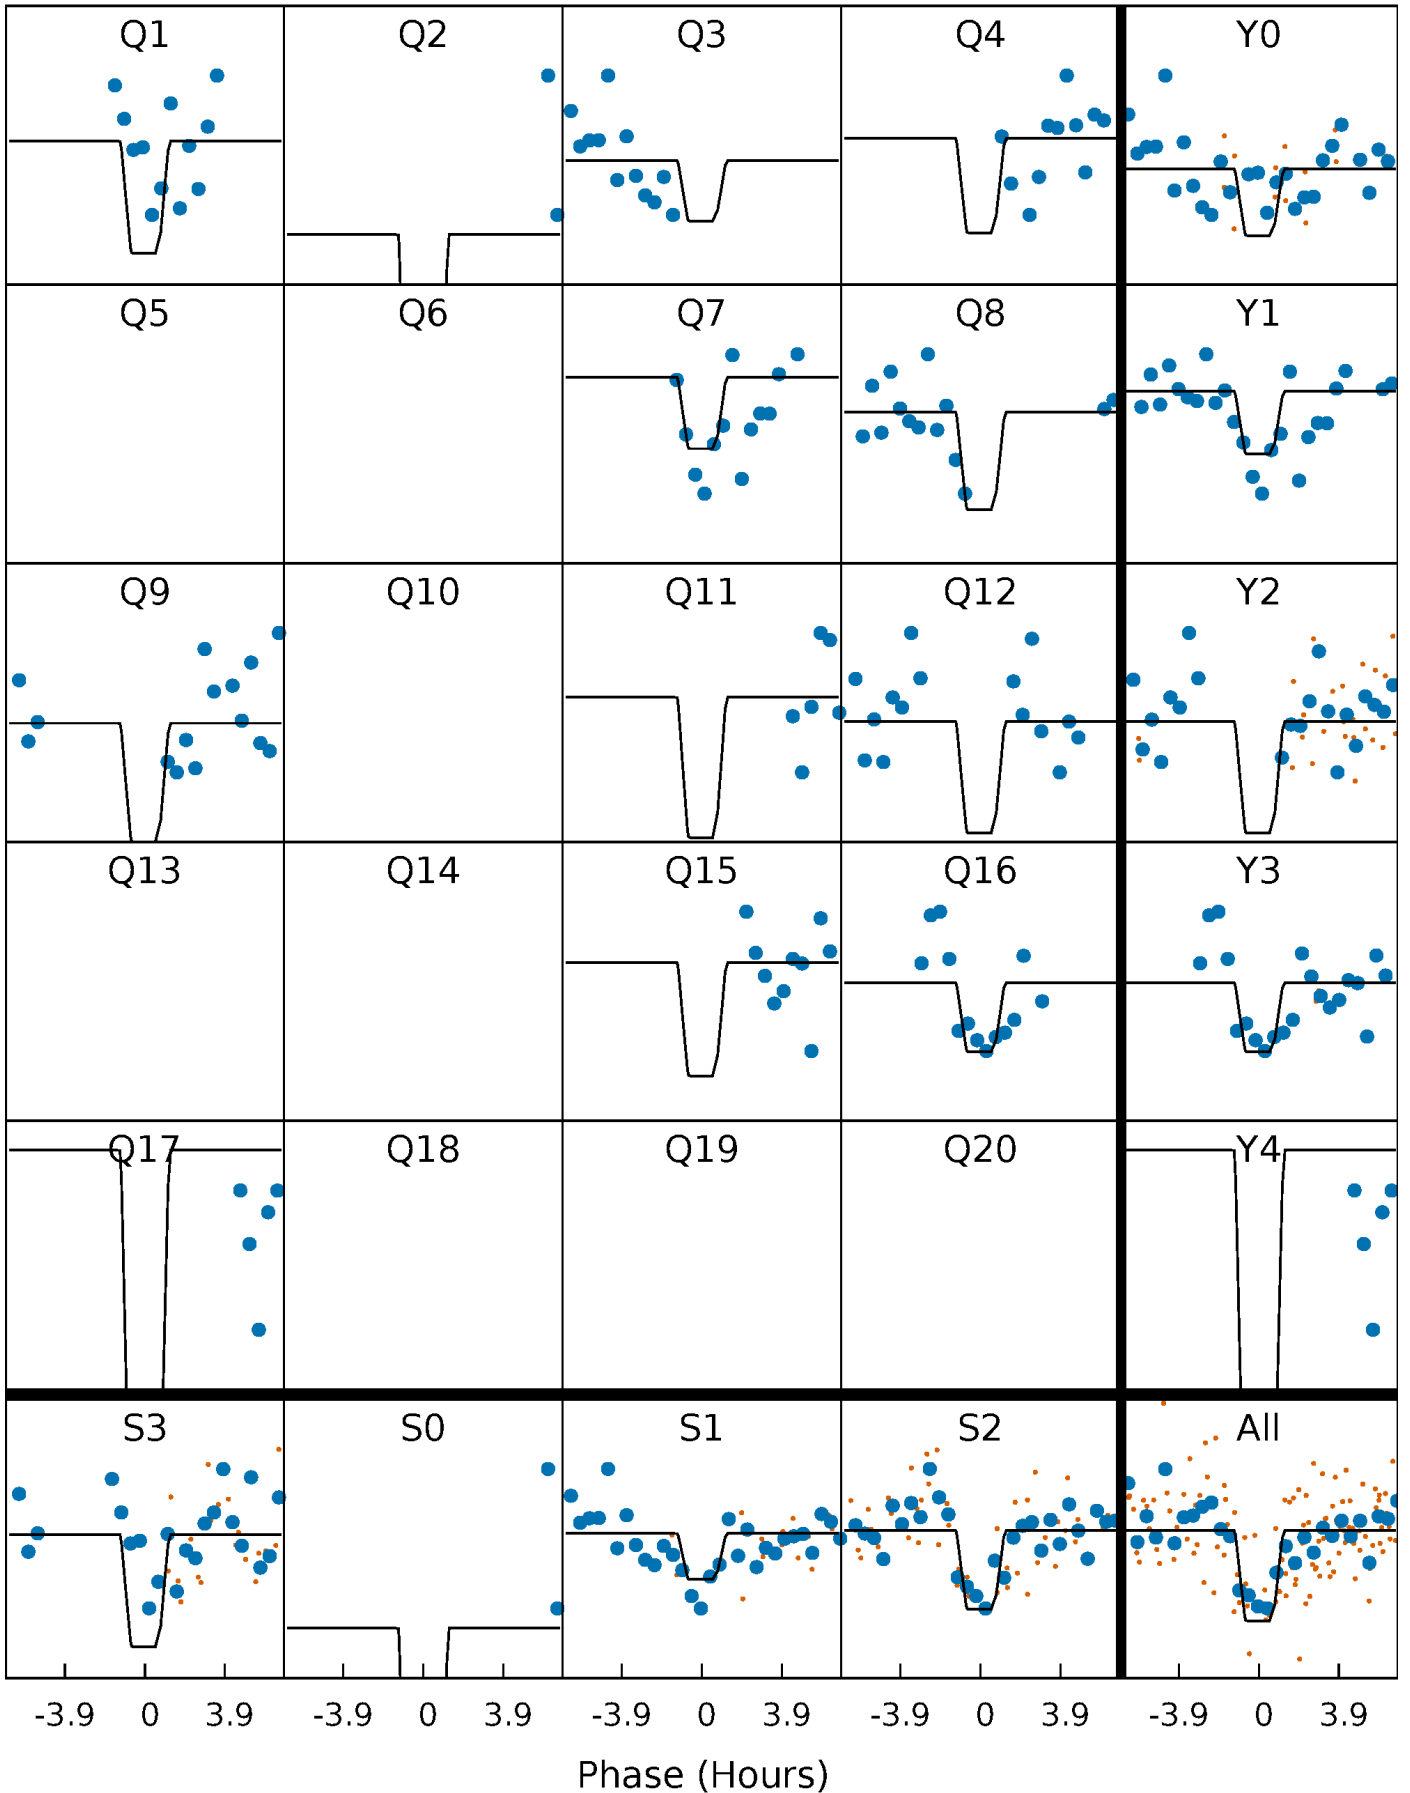 Q1 Q2 Q3 Q4 Y0
Q5 Q6 Q7 Q8 Y1
Q9 Q10 Q11 Q12 Y2
Q13 Q14 Q15 Q16 Y3
Q17 Q18 Q19 Q20 Y4
S3 S0 S1 S2 All
-3.9 0 3.9 -3.9 0 3.9 -3.9 0 3.9 -3.9 0 3.9 -3.9 0 3.9
Phase (Hours)